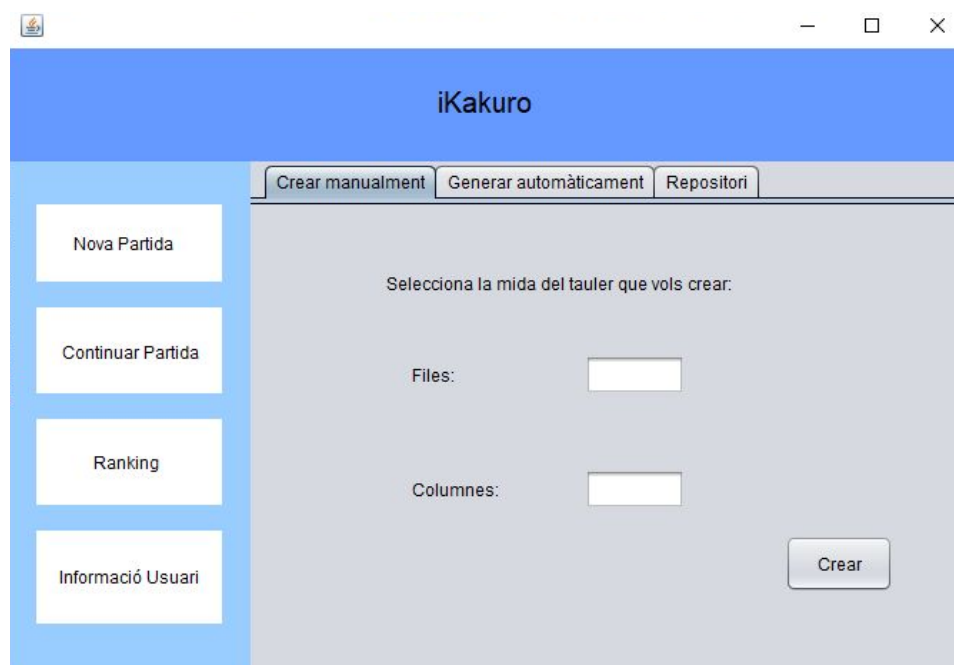 iKakuro
Crear manualment
Generar automàticament
Repositori
Nova Partida
Continuar Partida
Ranking
Informació Usuari
Selecciona la mida del tauler que vols crear:
Files:
Columnes:
Crear